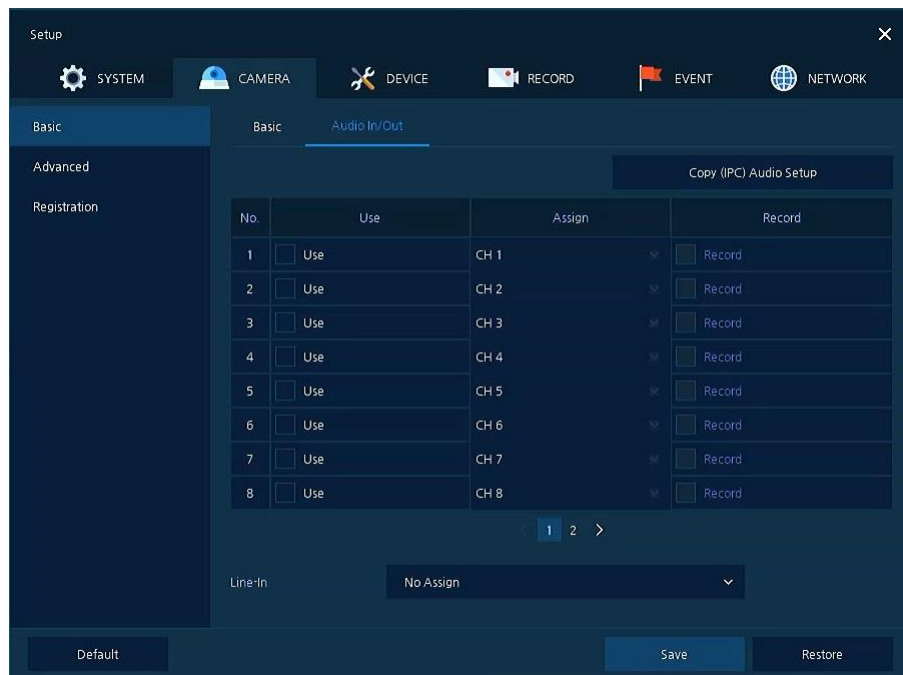 Setup
SYSTEM CAMERA DEVICE RECORD EVENT NETWORK
Basic
Advanced
Registration
Basic Audio In/Out
Copy (IPC) Audio Setup
No. Use Assign Record
1 Use CH 1 Record
2 Use CH 2 Record
3 Use CH 3 Record
4 Use CH 4 Record
5 Use CH 5 Record
6 Use CH 6 Record
7 Use CH 7 Record
8 Use CH 8 Record
< 1 2 >
Line-In No Assign
Default Save Restore